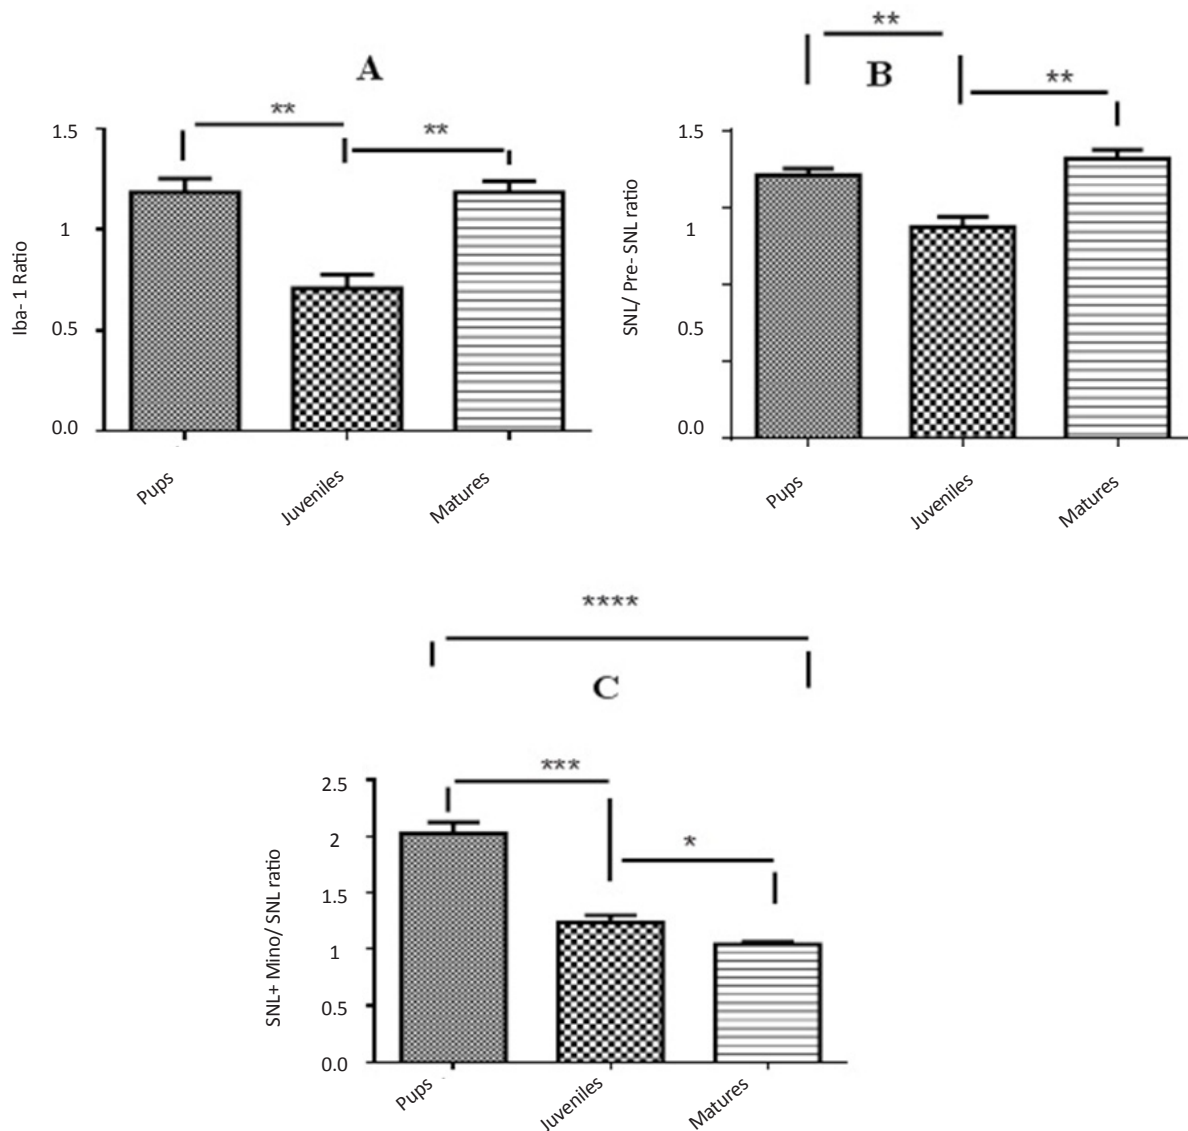 A
**
**
1.5
1
0.5
0.0
Iba- 1 Ratio
Pups
Juveniles
Matures
**
B
**
1.5
1
0.5
0.0
SNL/ Pre- SNL ratio
Pups
Juveniles
Matures
****
C
***
*
2.5
2
1.5
1
0.5
0.0
SNL+ Mino/ SNL ratio
Pups
Juveniles
Matures